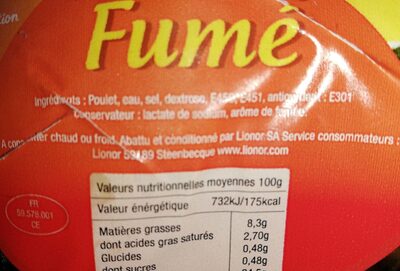 Fumé
Ingrédients : Poulet, eau, sel, dextrose, E450, E451, antioxydant : E301
Conservateur : lactate de sodium, arôme de fumée.
A consommer chaud ou froid. Abattu et conditionné par Lionor SA Service consommateurs :
Lionor 59189 Steenbecque www.lionor.com
Valeurs nutritionnelles moyennes 100g
Valeur énergétique 732kJ/175kcal
Matières grasses 8,3g
dont acides gras saturés 2,70g
Glucides 0,48g
dont sucres 0,48g
FR
59.578.001
CE